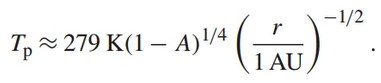 T_p ≈ 279 K(1 − A)^{1/4} (r / 1 AU)^{−1/2}.